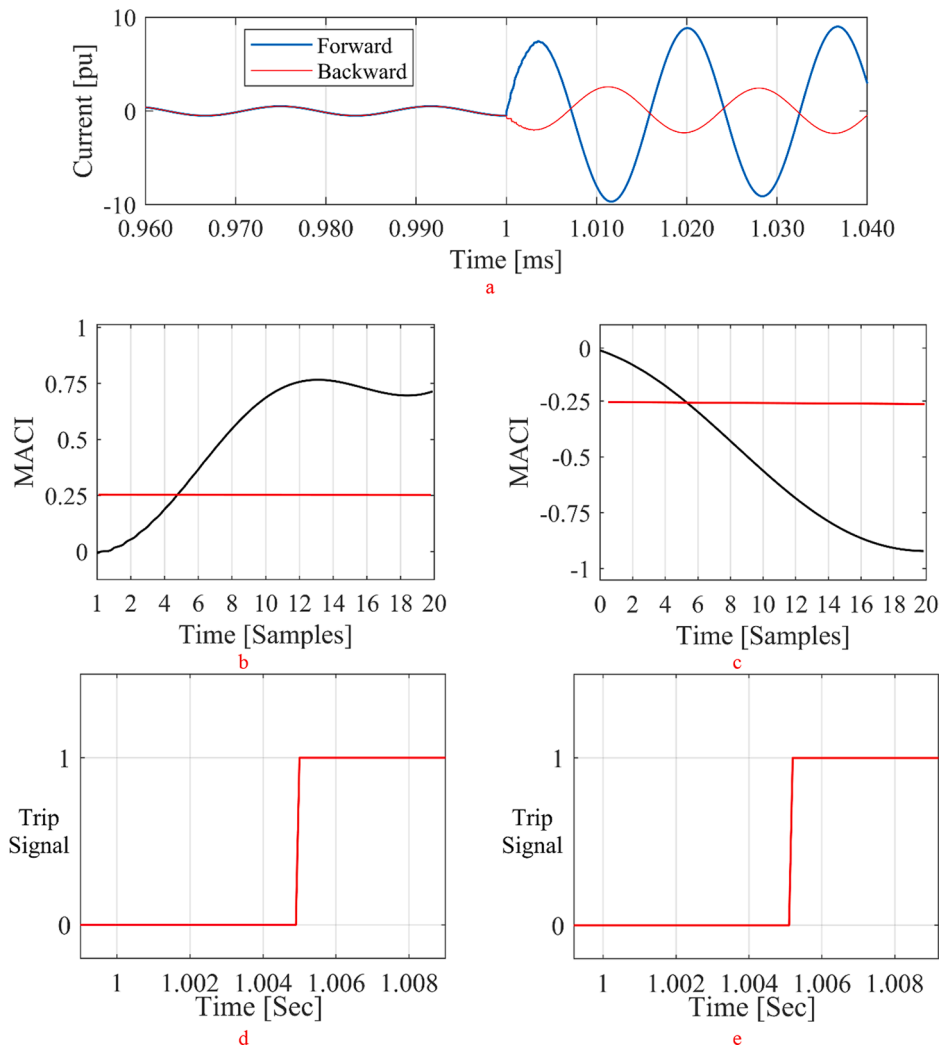 10
0
-10
Current [pu]
Forward
Backward
0.960 0.970 0.980 0.990 1 1.010 1.020 1.030 1.040
Time [ms]
a
1
0.75
0.5
0.25
0
MACI
1 2 4 6 8 10 12 14 16 18 20
Time [Samples]
b
0
-0.25
-0.5
-0.75
-1
MACI
0 2 4 6 8 10 12 14 16 18 20
Time [Samples]
c
1
Trip
Signal
0
1 1.002 1.004 1.006 1.008
Time [Sec]
d
1
Trip
Signal
0
1 1.002 1.004 1.006 1.008
Time [Sec]
e